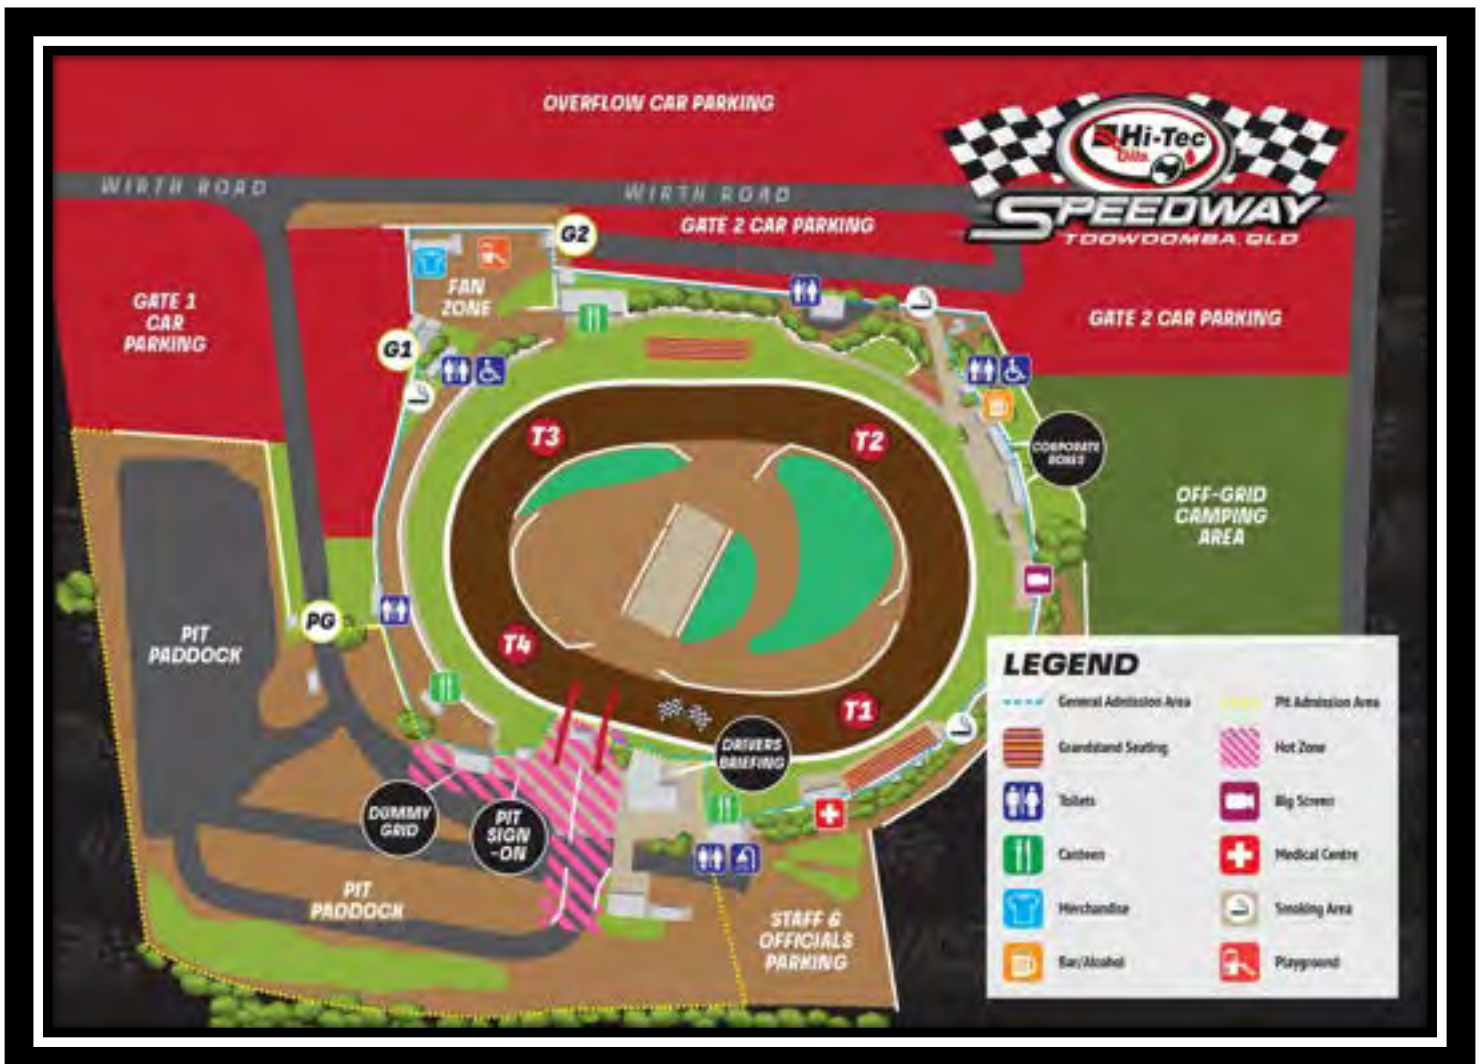 OVERFLOW CAR PARKING
Hi-Tec
Oils
SPEEDWAY
TOOWOOMBA. QLD
WIRTH ROAD
WIRTH ROAD
GATE 2 CAR PARKING
G2
FAN
ZONE
GATE 1
CAR
PARKING
G1
GATE 2 CAR PARKING
T3
T2
CORPORATE
BOXES
OFF-GRID
CAMPING
AREA
PG
PIT
PADDOCK
T4
T1
DRIVERS
BRIEFING
DUMMY
GRID
PIT
SIGN
-ON
PIT
PADDOCK
STAFF &
OFFICIALS
PARKING
LEGEND
General Admission Area
Pit Admission Area
Grandstand Seating
Hot Zone
Toilets
Big Screen
Canteen
Medical Centre
Merchandise
Smoking Area
Bar/Alcohol
Playground